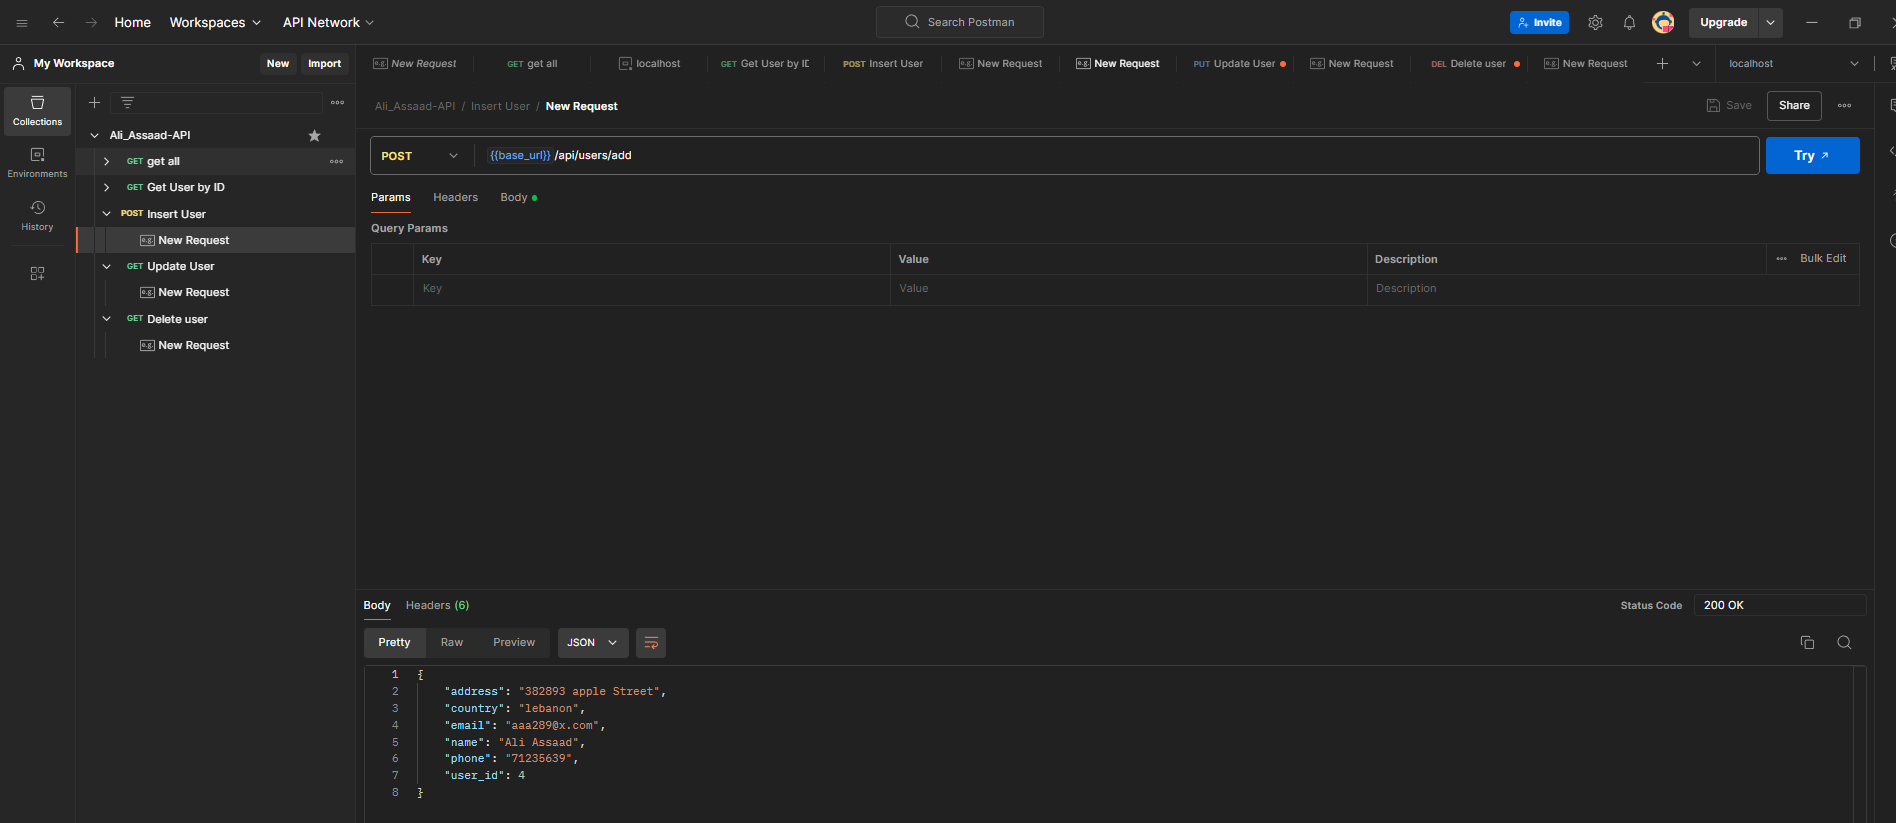 Home Workspaces API Network Search Postman Invite Upgrade
My Workspace New Import
New Request GET get all localhost GET Get User by ID POST Insert User New Request New Request PUT Update User New Request DEL Delete user New Request localhost
Collections
Environments
History
Ali_Assaad-API
GET get all
GET Get User by ID
POST Insert User
e.g. New Request
GET Update User
e.g. New Request
GET Delete user
e.g. New Request
Ali_Assaad-API / Insert User / New Request Save Share
POST {{base_url}} /api/users/add Try
Params Headers Body
Query Params
Key Value Description Bulk Edit
Key Value Description
Body Headers (6) Status Code 200 OK
Pretty Raw Preview JSON
1 {
2 "address": "382893 apple Street",
3 "country": "lebanon",
4 "email": "aaa289@x.com",
5 "name": "Ali Assaad",
6 "phone": "71235639",
7 "user_id": 4
8 }